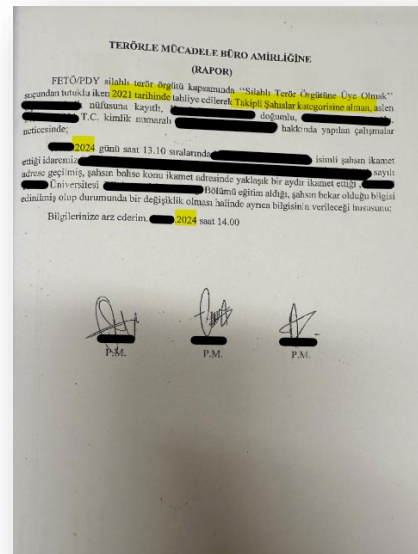 TERÖRLE MÜCADELE BÜRO AMİRLİĞİNE
(RAPOR)
FETÖ/PDY silahlı terör örgütü kapsamında "Silahlı Terör Örgütüne Üye Olmak"
suçundan tutuklu iken 2021 tarihinde tahliye edilerek Takipli Şahıslar kategorisine alınan, aslen
nüfusuna kayıtlı, doğumlu,
T.C. kimlik numaralı hakkında yapılan çalışmalar
neticesinde;
2024 günü saat 13.10 sıralarında isimli şahsın ikamet
ettiği idaremiz sayılı
adrese geçilmiş, şahsın bahse konu ikamet adresinde yaklaşık bir aydır ikamet ettiği ,
Üniversitesi Bölümü eğitim aldığı, şahsın bekar olduğu bilgisi
edinilmiş olup durumunda bir değişiklik olması halinde aynen bilgisinin verileceği hususunu;
Bilgilerinize arz ederim. 2024 saat 14.00
P.M. P.M. P.M.